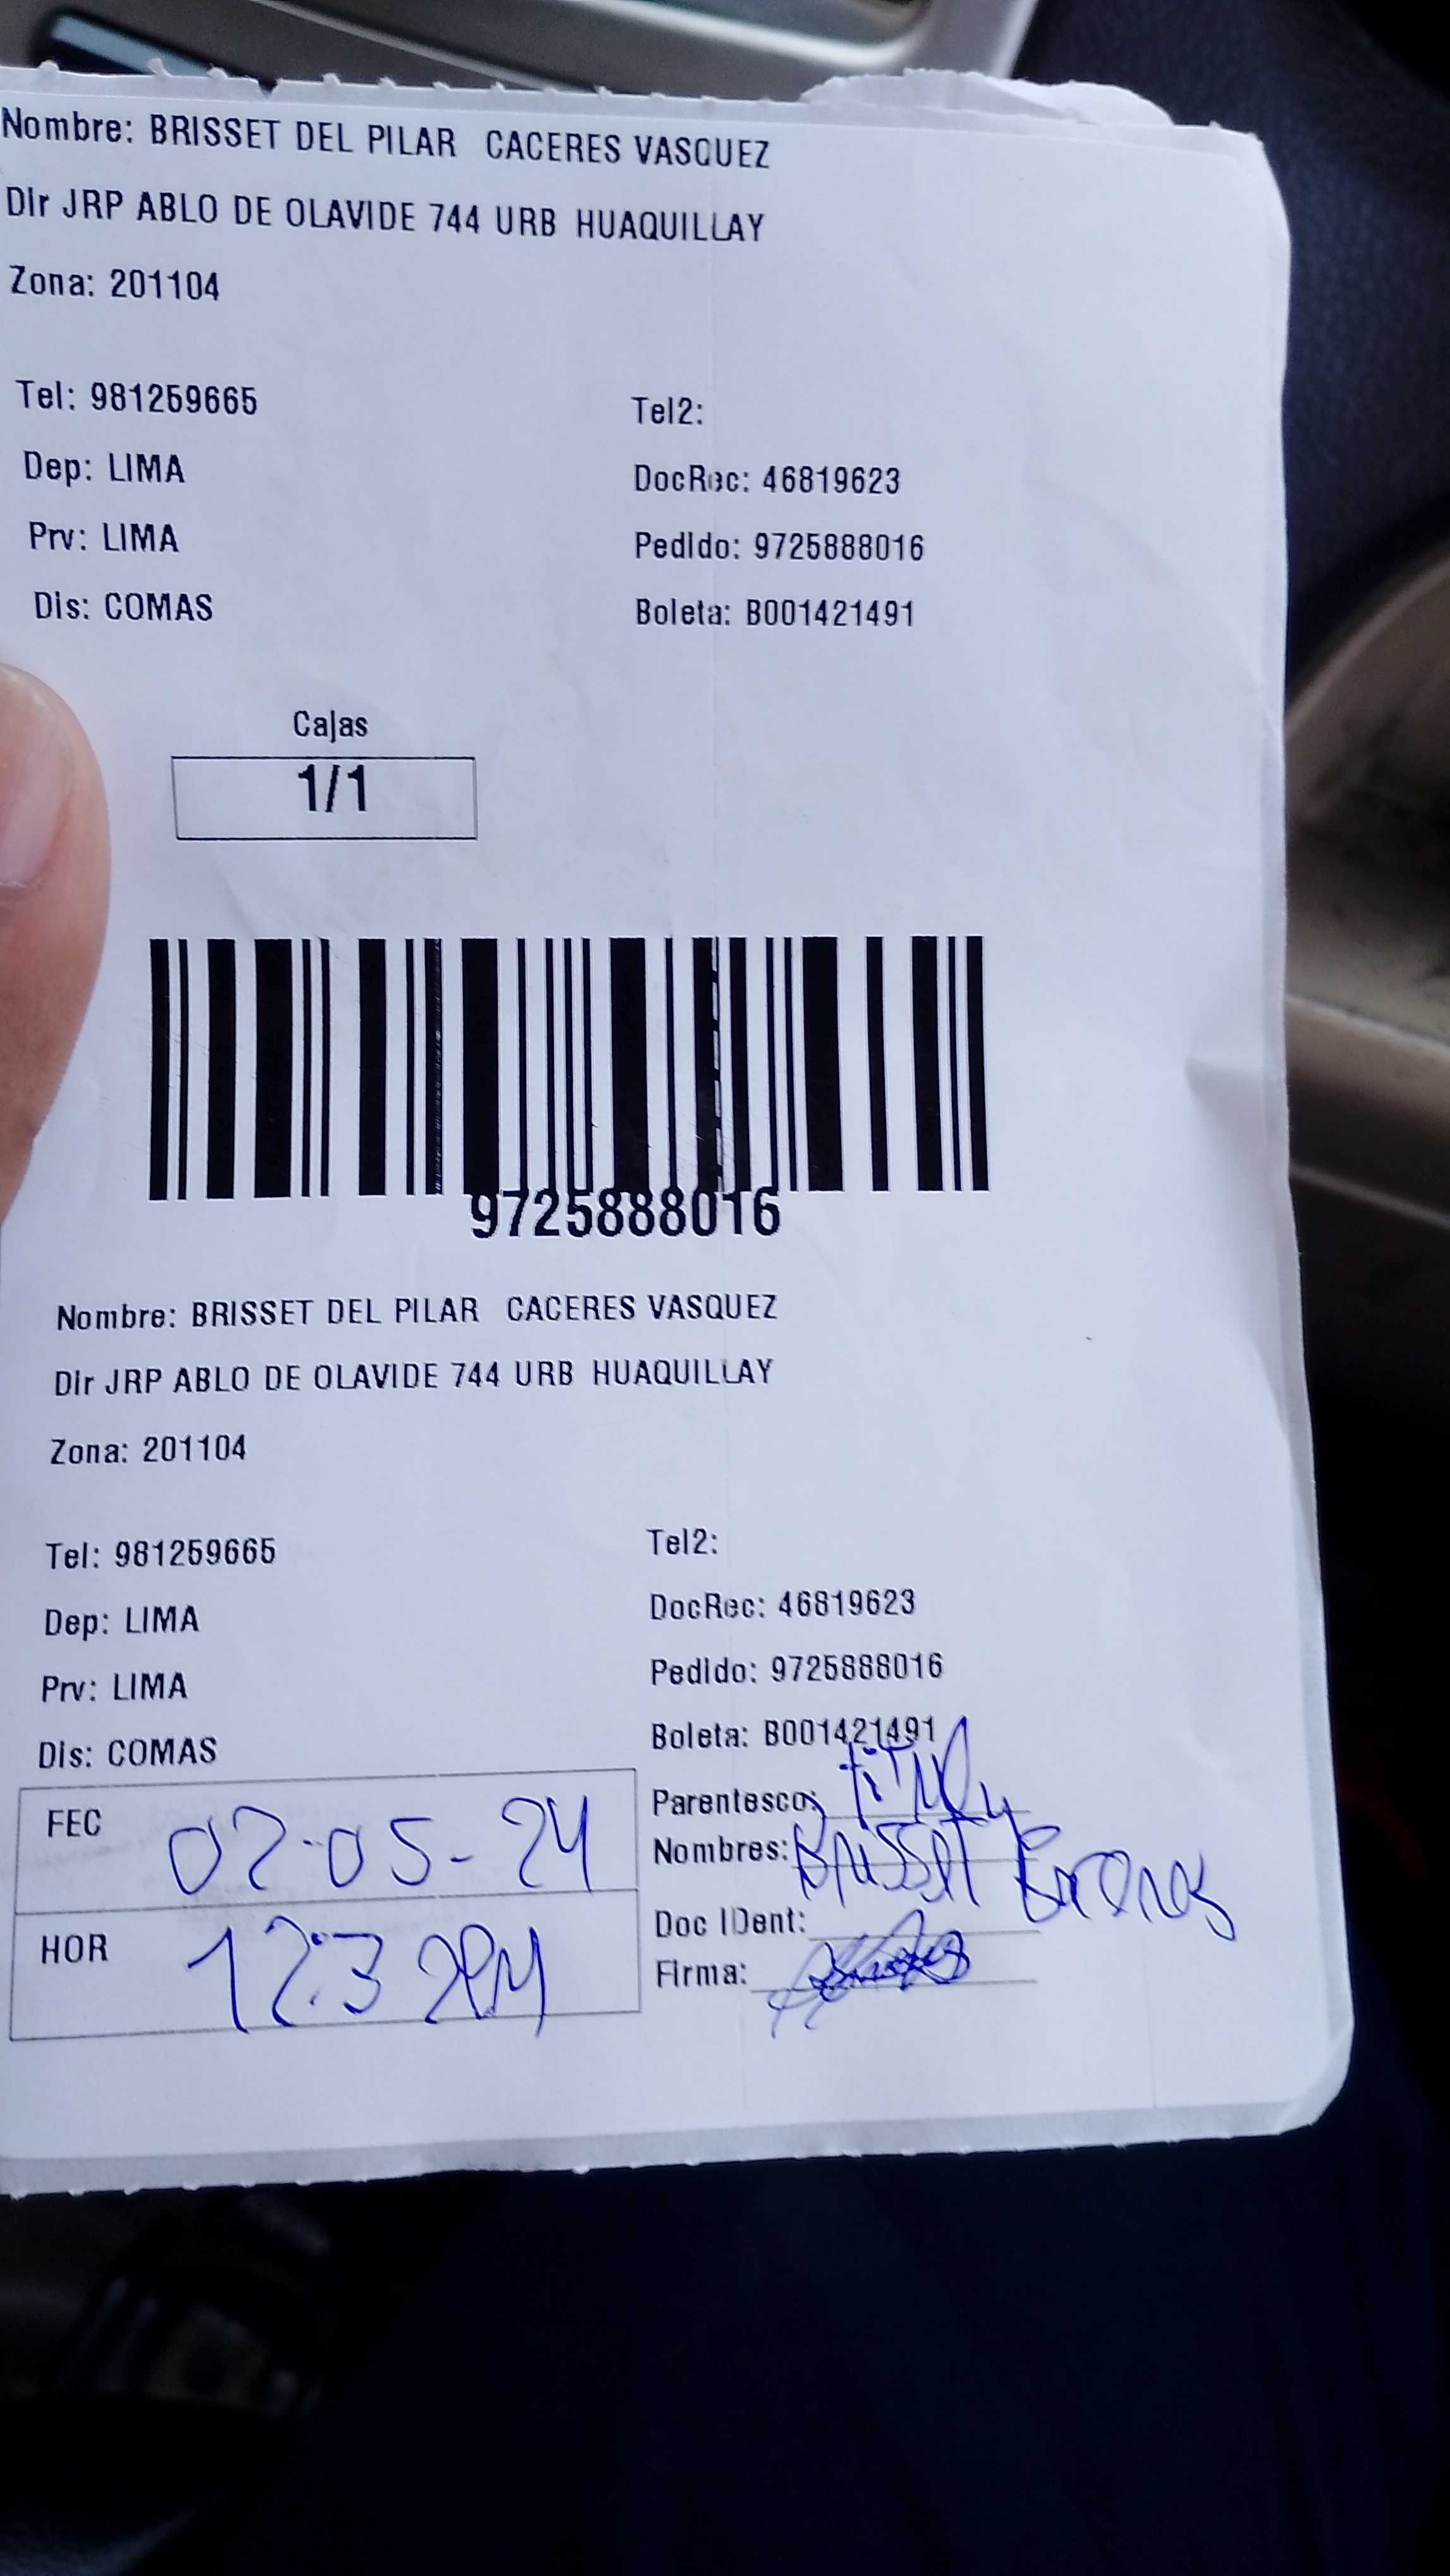 Nombre: BRISSET DEL PILAR CACERES VASQUEZ
Dir JRP ABLO DE OLAVIDE 744 URB HUAQUILLAY
Zona: 201104
Tel: 981259665 Tel2:
Dep: LIMA DocRec: 46819623
Prv: LIMA Pedido: 9725888016
Dis: COMAS Boleta: B001421491
Cajas
1/1
9725888016
Nombre: BRISSET DEL PILAR CACERES VASQUEZ
Dir JRP ABLO DE OLAVIDE 744 URB HUAQUILLAY
Zona: 201104
Tel: 981259665 Tel2:
Dep: LIMA DocRec: 46819623
Prv: LIMA Pedido: 9725888016
Dis: COMAS Boleta: B001421491
FEC 02-05-24
HOR 12:32PM
Parentesco:
Nombres: Brisset
Doc IDent:
Firma: